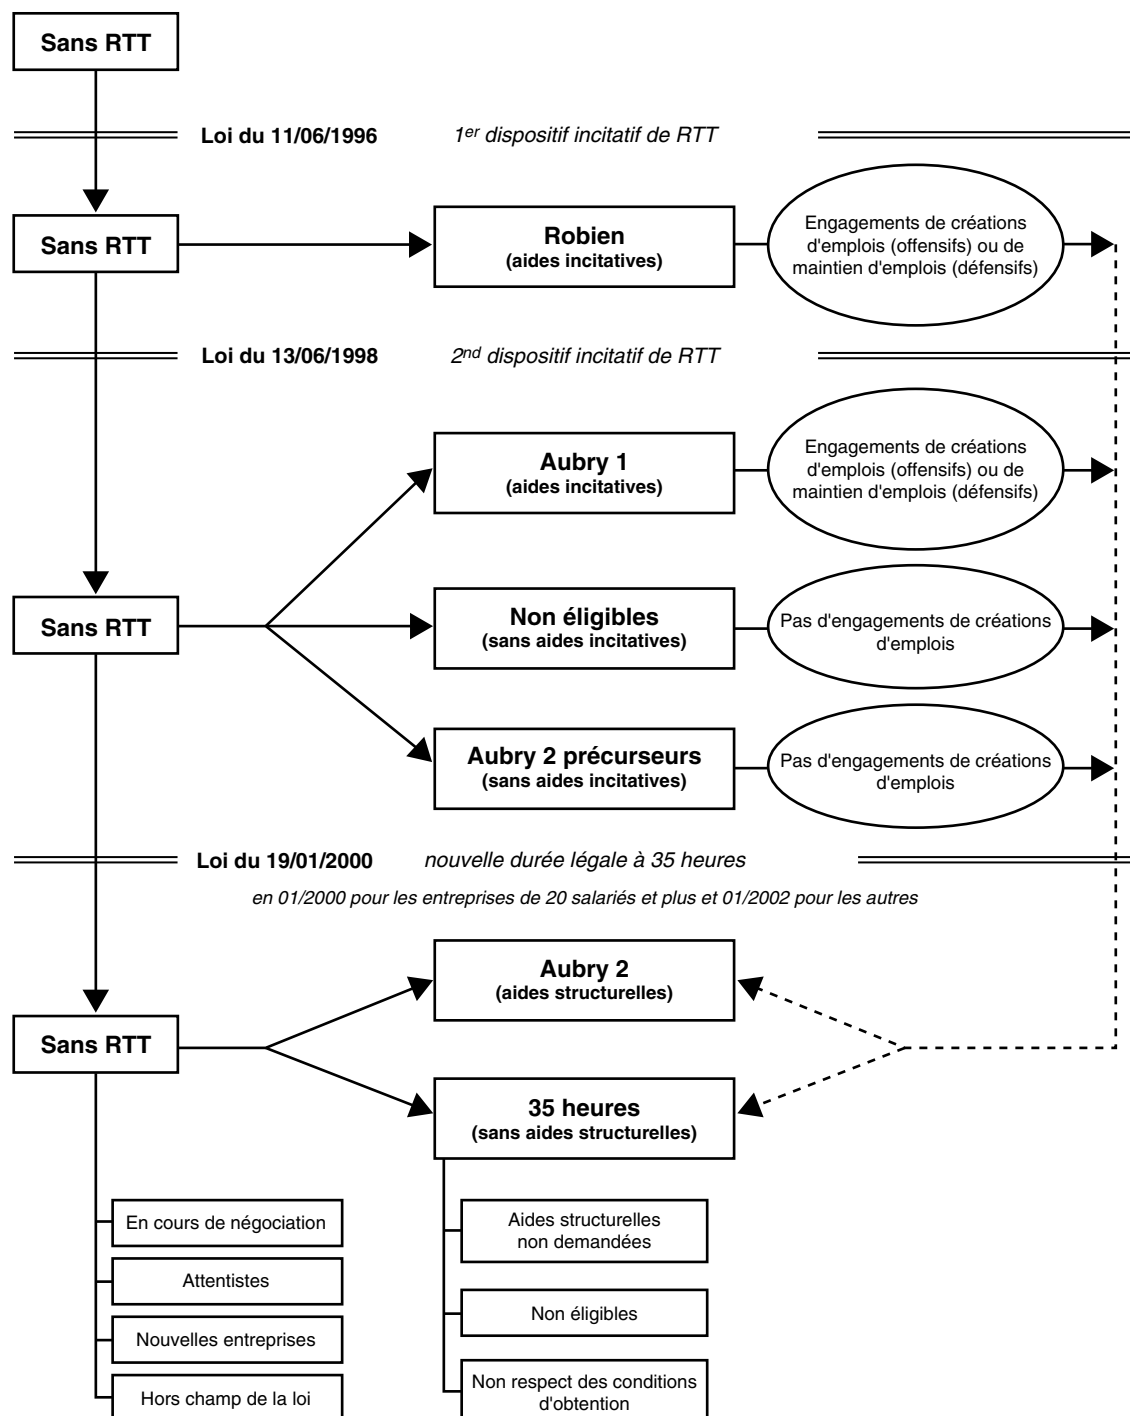 Sans RTT
Loi du 11/06/1996 1er dispositif incitatif de RTT
Sans RTT
Robien
(aides incitatives)
Engagements de créations
d'emplois (offensifs) ou de
maintien d'emplois (défensifs)
Loi du 13/06/1998 2nd dispositif incitatif de RTT
Aubry 1
(aides incitatives)
Engagements de créations
d'emplois (offensifs) ou de
maintien d'emplois (défensifs)
Sans RTT
Non éligibles
(sans aides incitatives)
Pas d'engagements de créations
d'emplois
Aubry 2 précurseurs
(sans aides incitatives)
Pas d'engagements de créations
d'emplois
Loi du 19/01/2000 nouvelle durée légale à 35 heures
en 01/2000 pour les entreprises de 20 salariés et plus et 01/2002 pour les autres
Aubry 2
(aides structurelles)
Sans RTT
35 heures
(sans aides structurelles)
En cours de négociation
Attentistes
Nouvelles entreprises
Hors champ de la loi
Aides structurelles
non demandées
Non éligibles
Non respect des conditions
d'obtention